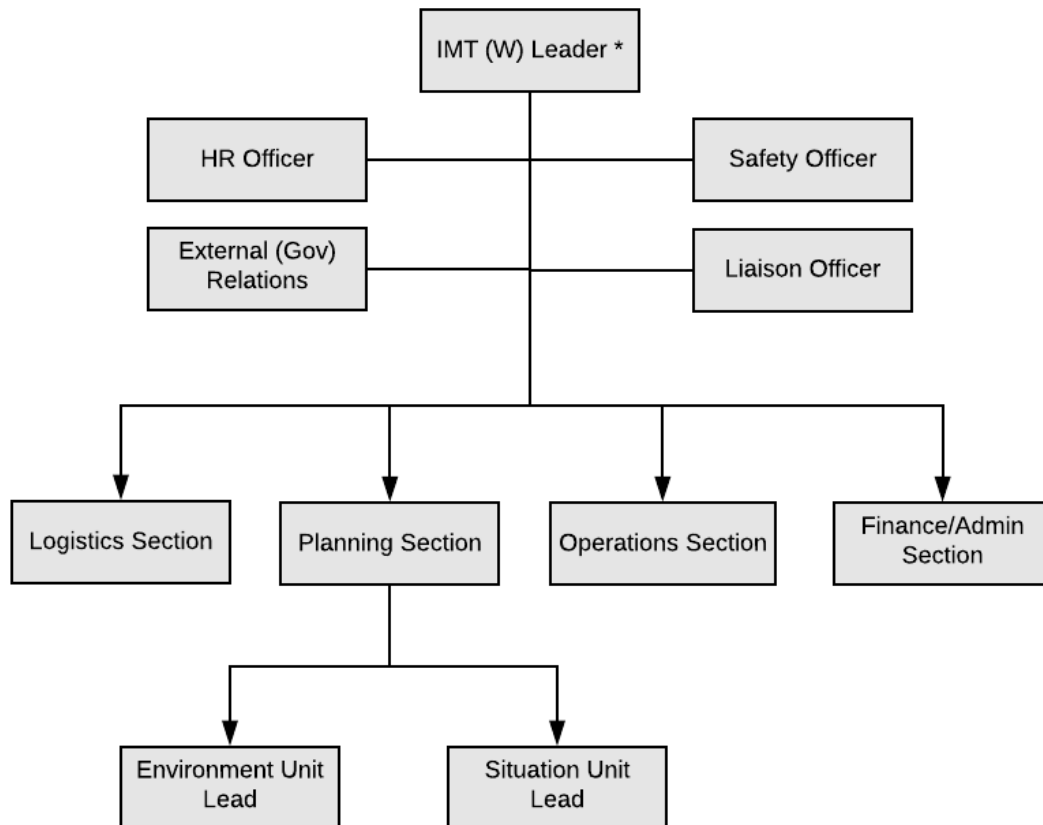 IMT (W) Leader *
HR Officer
Safety Officer
External (Gov)
Relations
Liaison Officer
Logistics Section
Planning Section
Operations Section
Finance/Admin
Section
Environment Unit
Lead
Situation Unit
Lead